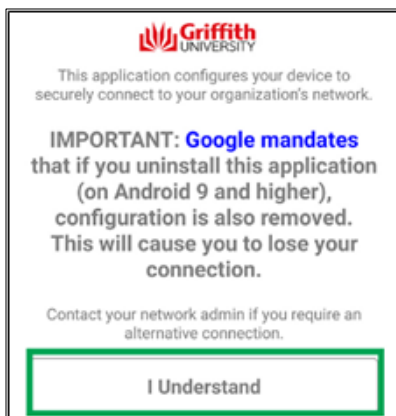 Griffith
UNIVERSITY
This application configures your device to
securely connect to your organization's network.
IMPORTANT: Google mandates
that if you uninstall this application
(on Android 9 and higher),
configuration is also removed.
This will cause you to lose your
connection.
Contact your network admin if you require an
alternative connection.
I Understand